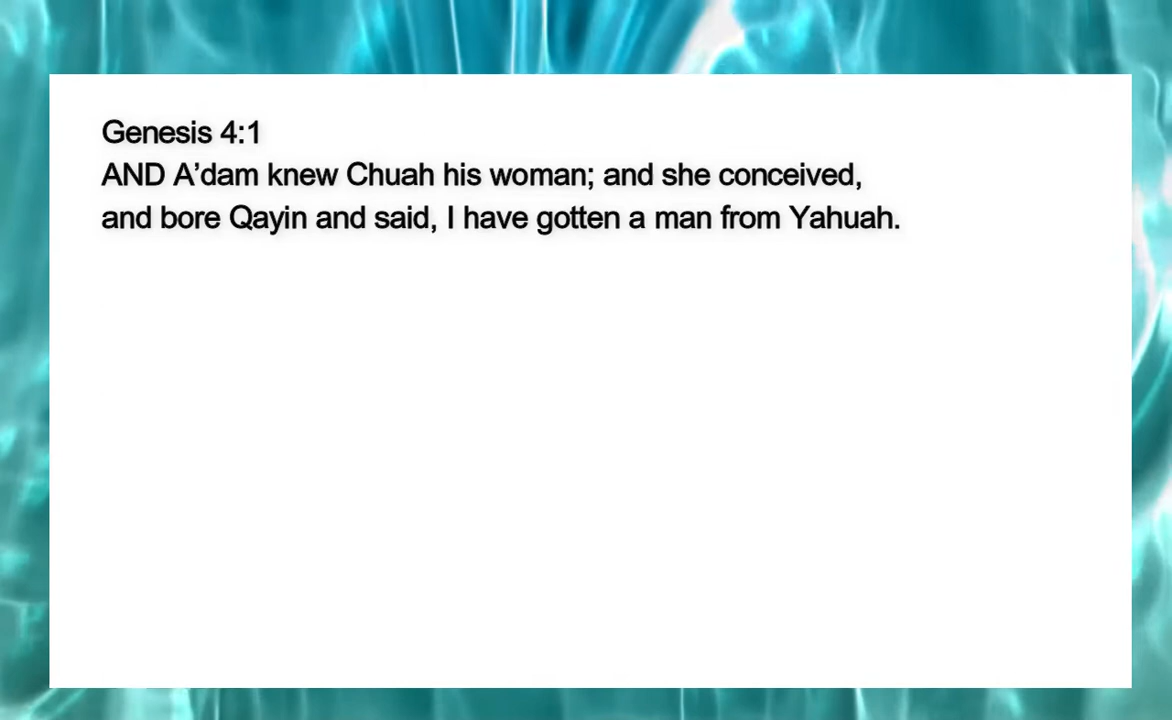 Genesis 4:1
AND A’dam knew Chuah his woman; and she conceived,
and bore Qayin and said, I have gotten a man from Yahuah.